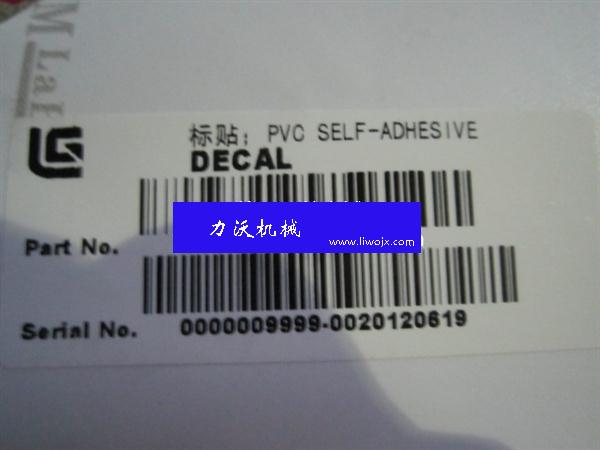 标贴：PVC SELF-ADHESIVE
DECAL
力沃机械
www.liwojx.com
Part No.
Serial No. 0000009999-0020120619